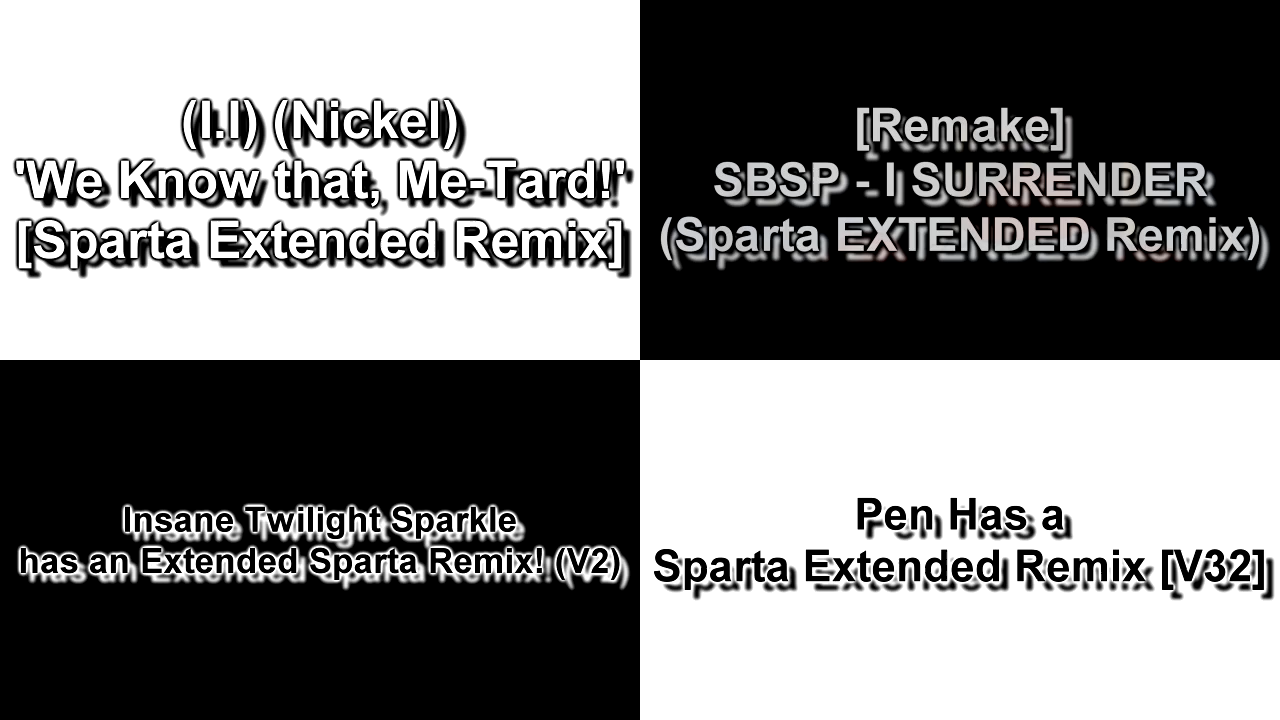 (I.I) (Nickel)
'We Know that, Me-Tard!'
[Sparta Extended Remix]
[Remake]
SBSP - I SURRENDER
(Sparta EXTENDED Remix)
Insane Twilight Sparkle
has an Extended Sparta Remix! (V2)
Pen Has a
Sparta Extended Remix [V32]